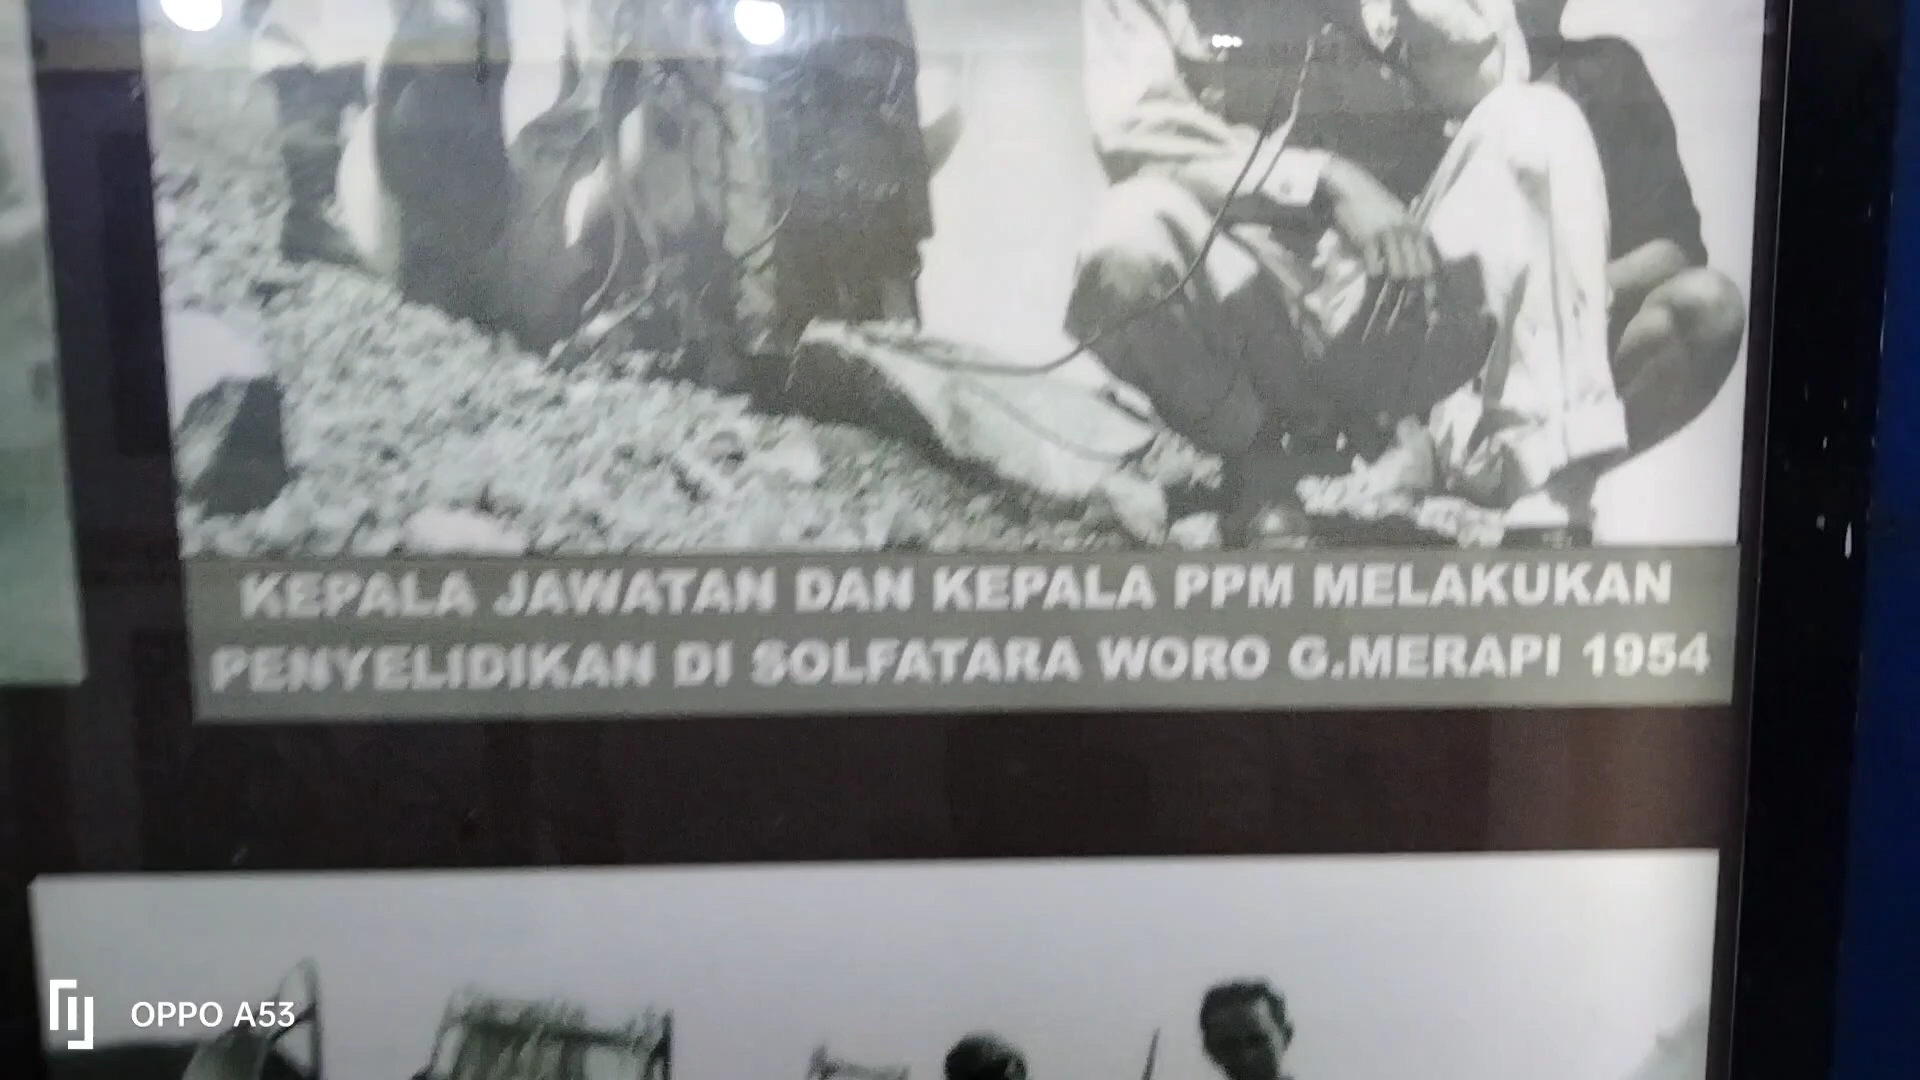 KEPALA JAWATAN DAN KEPALA PPM MELAKUKAN
PENYELIDIKAN DI SOLFATARA WORO G.MERAPI 1954
OPPO A53